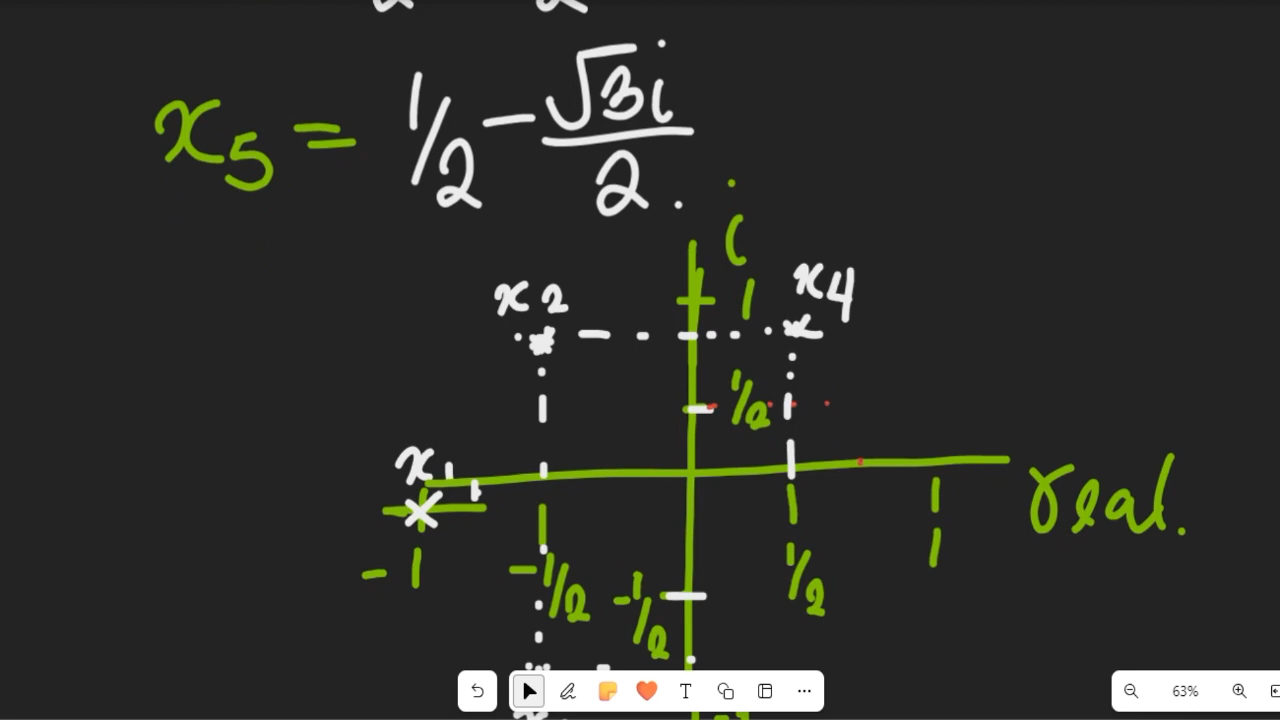 x₅ = 1/2 - √3i/2.
i
x2
x4
1
1/2
x1
real.
-1
-1/2
-1/2
1/2
1
T
63%